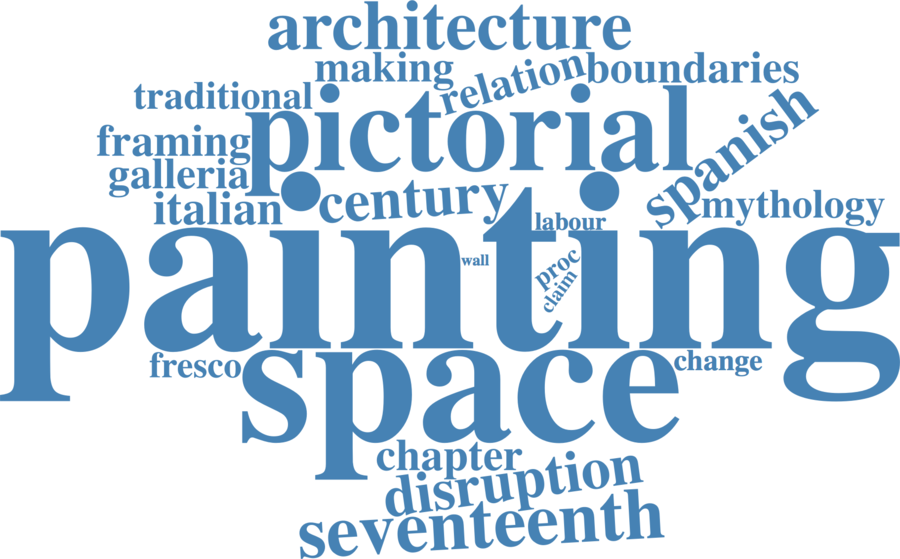 architecture
making
relation
boundaries
traditional
pictorial
spanish
framing
galleria
italian
century
mythology
labour
painting
wall
proc
claim
fresco
space
change
chapter
disruption
seventeenth